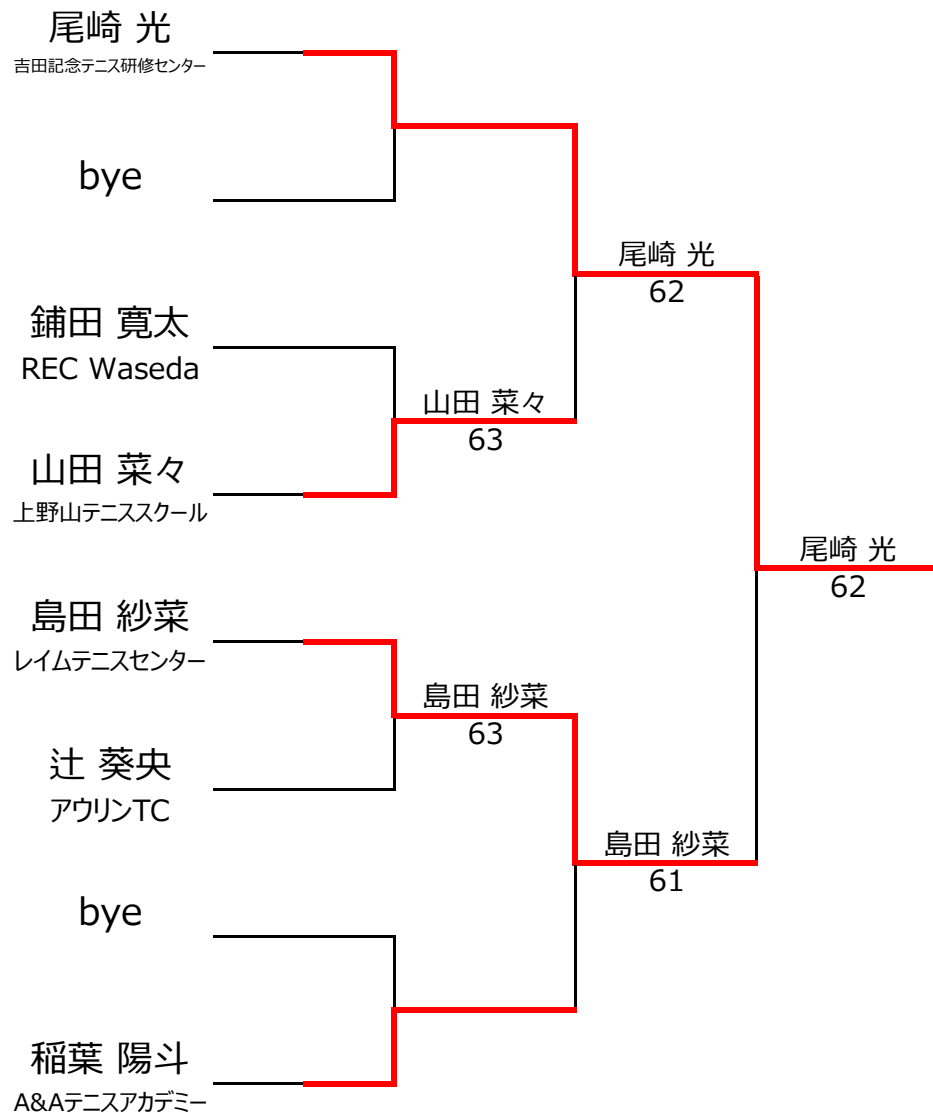 尾崎 光
吉田記念テニス研修センター
bye
鋪田 寛太
REC Waseda
山田 菜々
上野山テニススクール
島田 紗菜
レイムテニスセンター
辻 葵央
アウリンTC
bye
稲葉 陽斗
A&Aテニスアカデミー
山田 菜々
63
島田 紗菜
63
尾崎 光
62
島田 紗菜
61
尾崎 光
62